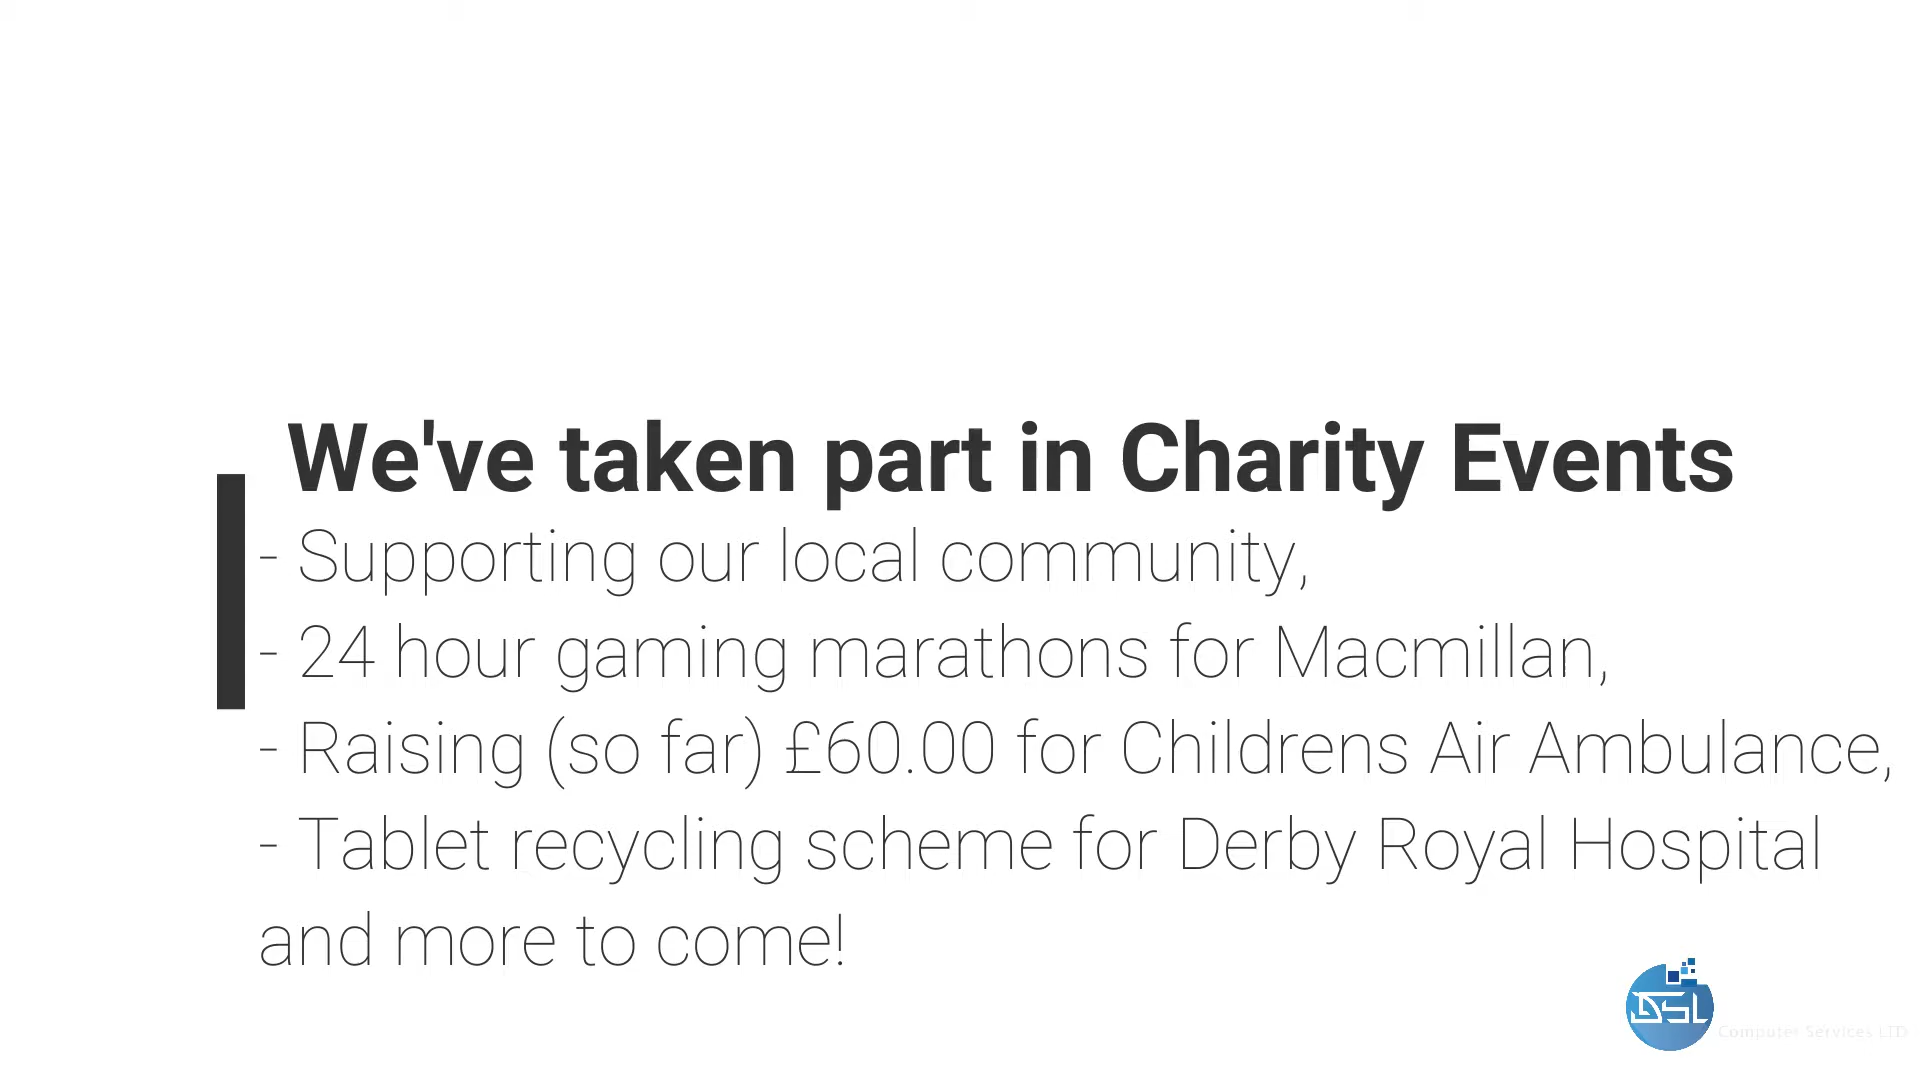 We've taken part in Charity Events
- Supporting our local community,
- 24 hour gaming marathons for Macmillan,
- Raising (so far) £60.00 for Childrens Air Ambulance,
- Tablet recycling scheme for Derby Royal Hospital
and more to come!
DSL
Computer Services LTD